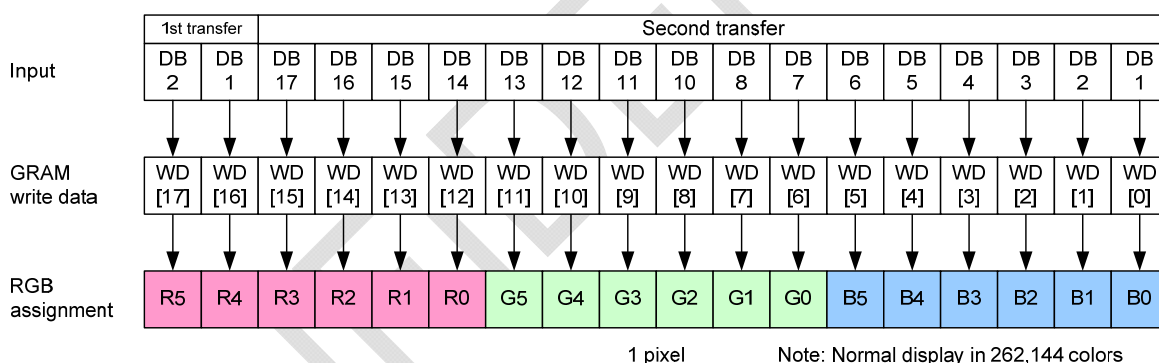 1st transfer Second transfer
Input DB 2 DB 1 DB 17 DB 16 DB 15 DB 14 DB 13 DB 12 DB 11 DB 10 DB 8 DB 7 DB 6 DB 5 DB 4 DB 3 DB 2 DB 1
GRAM write data WD [17] WD [16] WD [15] WD [14] WD [13] WD [12] WD [11] WD [10] WD [9] WD [8] WD [7] WD [6] WD [5] WD [4] WD [3] WD [2] WD [1] WD [0]
RGB assignment R5 R4 R3 R2 R1 R0 G5 G4 G3 G2 G1 G0 B5 B4 B3 B2 B1 B0
1 pixel Note: Normal display in 262,144 colors